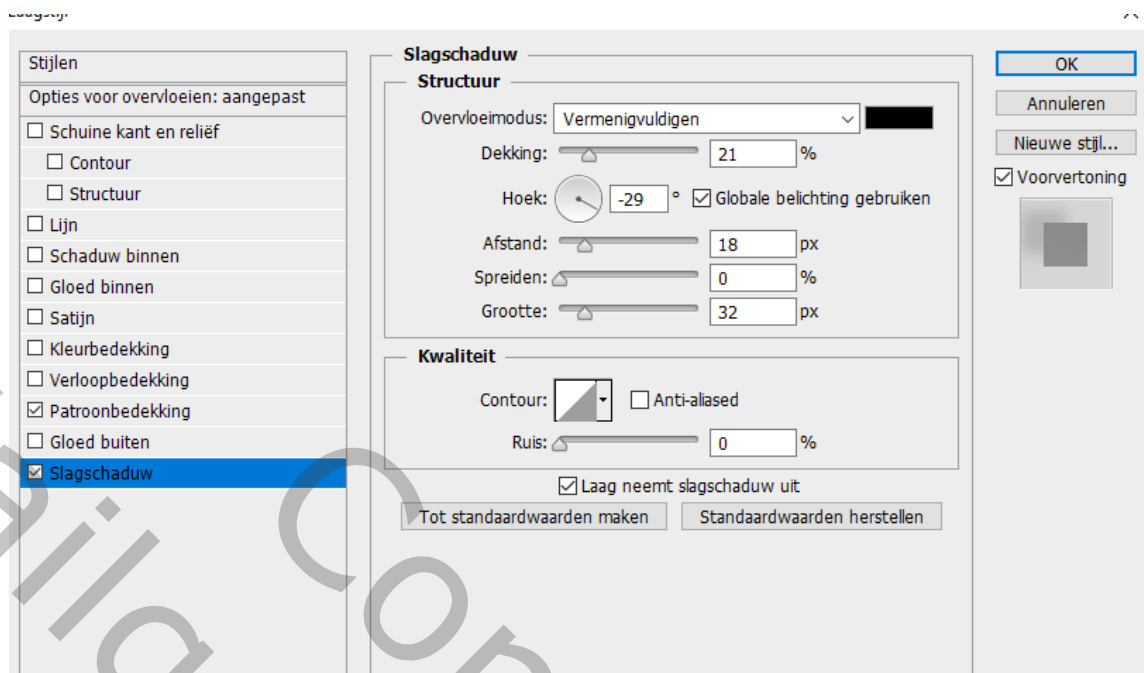 Laagstijl
Stijlen
Opties voor overvloeien: aangepast
Schuine kant en reliëf
Contour
Structuur
Lijn
Schaduw binnen
Gloed binnen
Satijn
Kleurbedekking
Verloopbedekking
Patroonbedekking
Gloed buiten
Slagschaduw
Slagschaduw
Structuur
Overvloeimodus: Vermenigvuldigen
Dekking: 21 %
Hoek: -29 ° Globale belichting gebruiken
Afstand: 18 px
Spreiden: 0 %
Grootte: 32 px
Kwaliteit
Contour: Anti-aliased
Ruis: 0 %
Laag neemt slagschaduw uit
Tot standaardwaarden maken Standaardwaarden herstellen
OK
Annuleren
Nieuwe stijl...
Voorvertoning